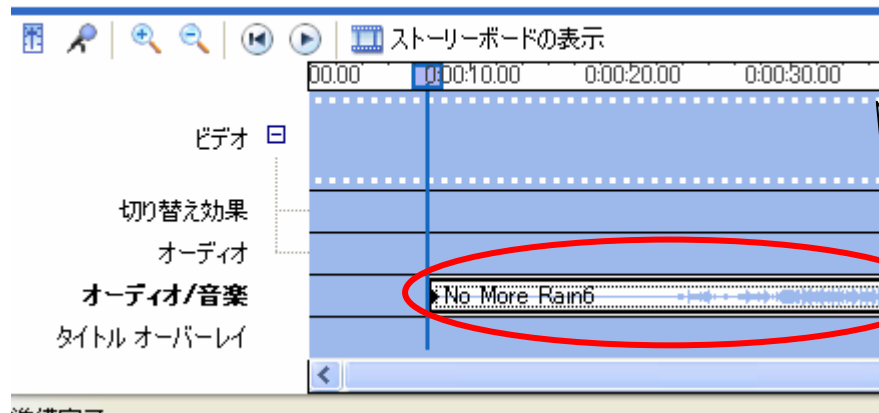 ストーリーボードの表示
00.00 0:00:10.00 0:00:20.00 0:00:30.00
ビデオ
切り替え効果
オーディオ
オーディオ/音楽
No More Rain6
タイトル オーバーレイ